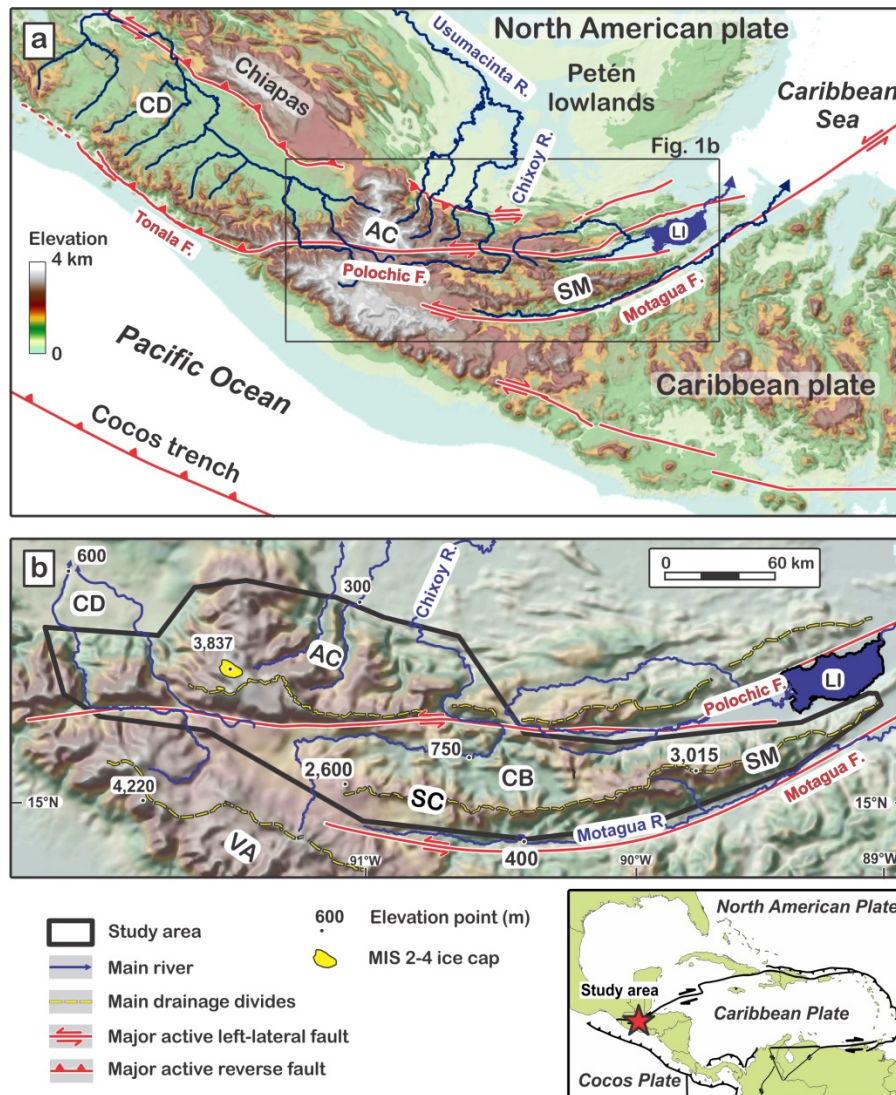 a
North American plate
Usumacinta R.
Petén
lowlands
Caribbean
Sea
Chiapas
CD
Fig. 1b
Chixoy R.
AC
LI
Elevation
4 km
0
Tonala F.
Polochic F.
SM
Motagua F.
Pacific Ocean
Caribbean plate
Cocos trench
b
600
0 60 km
CD
300
Chixoy R.
3,837
AC
LI
Polochic F.
750
3,015
SM
2,600
CB
4,220
SC
Motagua F.
15°N
15°N
VA
Motagua R.
91°W
400
90°W
89°W
Study area
Main river
Main drainage divides
Major active left-lateral fault
Major active reverse fault
600 Elevation point (m)
MIS 2-4 ice cap
North American Plate
Study area
Caribbean Plate
Cocos Plate